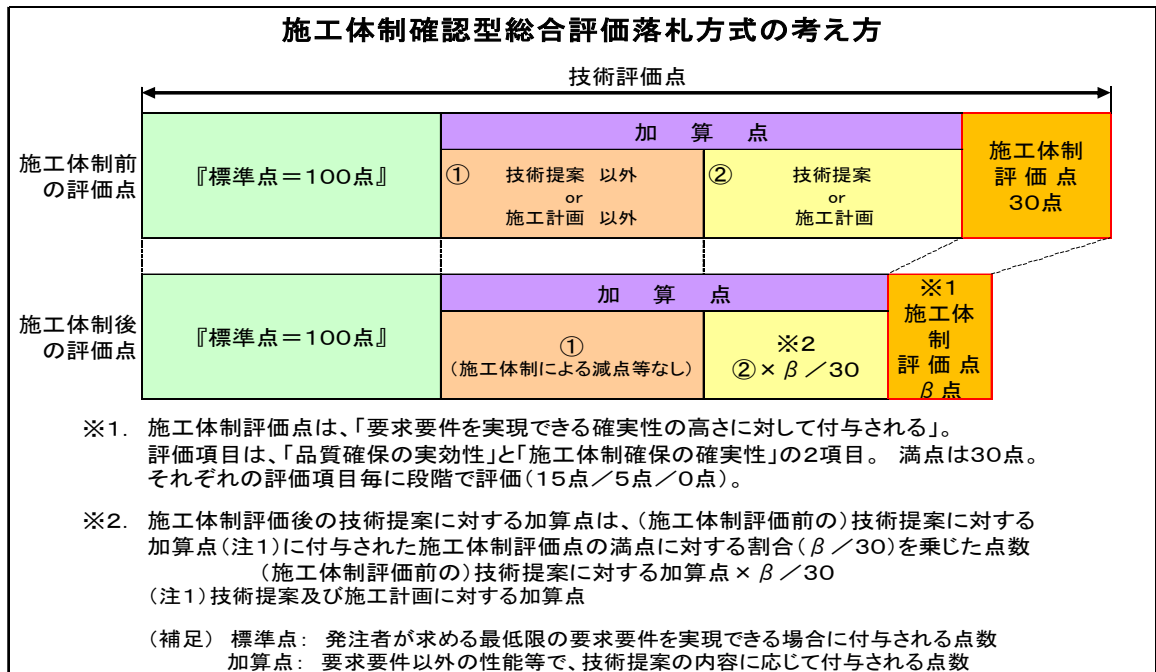 施工体制確認型総合評価落札方式の考え方
技術評価点
施工体制前
の評価点
『標準点=100点』
加 算 点
① 技術提案 以外
or
施工計画 以外
② 技術提案
or
施工計画
施工体制
評 価 点
30点
施工体制後
の評価点
『標準点=100点』
加 算 点
①
(施工体制による減点等なし)
※2
②×β/30
※1
施工体
制
評 価 点
β点
※1. 施工体制評価点は、「要求要件を実現できる確実性の高さに対して付与される」。
評価項目は、「品質確保の実効性」と「施工体制確保の確実性」の2項目。 満点は30点。
それぞれの評価項目毎に段階で評価(15点/5点/0点)。
※2. 施工体制評価後の技術提案に対する加算点は、(施工体制評価前の)技術提案に対する
加算点(注1)に付与された施工体制評価点の満点に対する割合(β/30)を乗じた点数
(施工体制評価前の)技術提案に対する加算点×β/30
(注1)技術提案及び施工計画に対する加算点
(補足) 標準点: 発注者が求める最低限の要求要件を実現できる場合に付与される点数
加算点: 要求要件以外の性能等で、技術提案の内容に応じて付与される点数